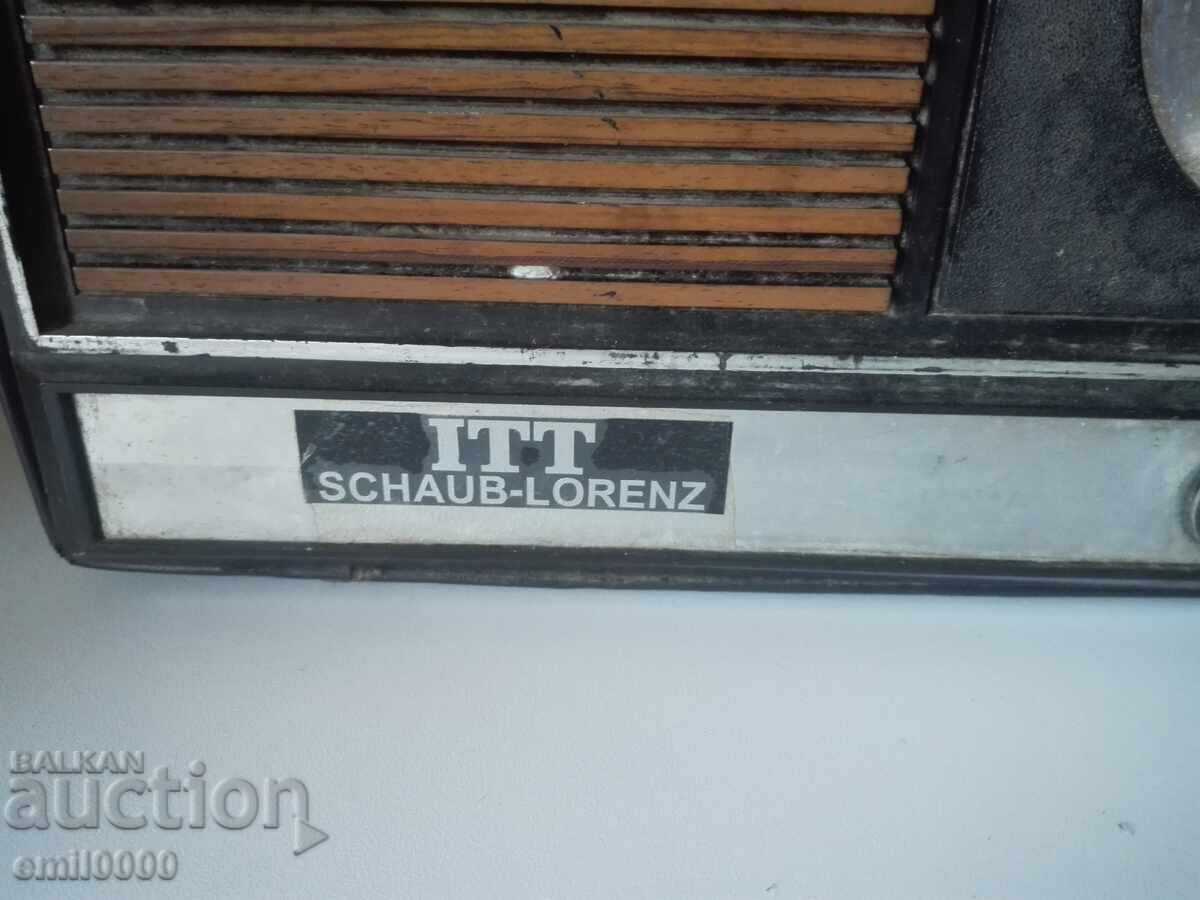 ITT
SCHAUB-LORENZ
BALKAN
auction
emil0000